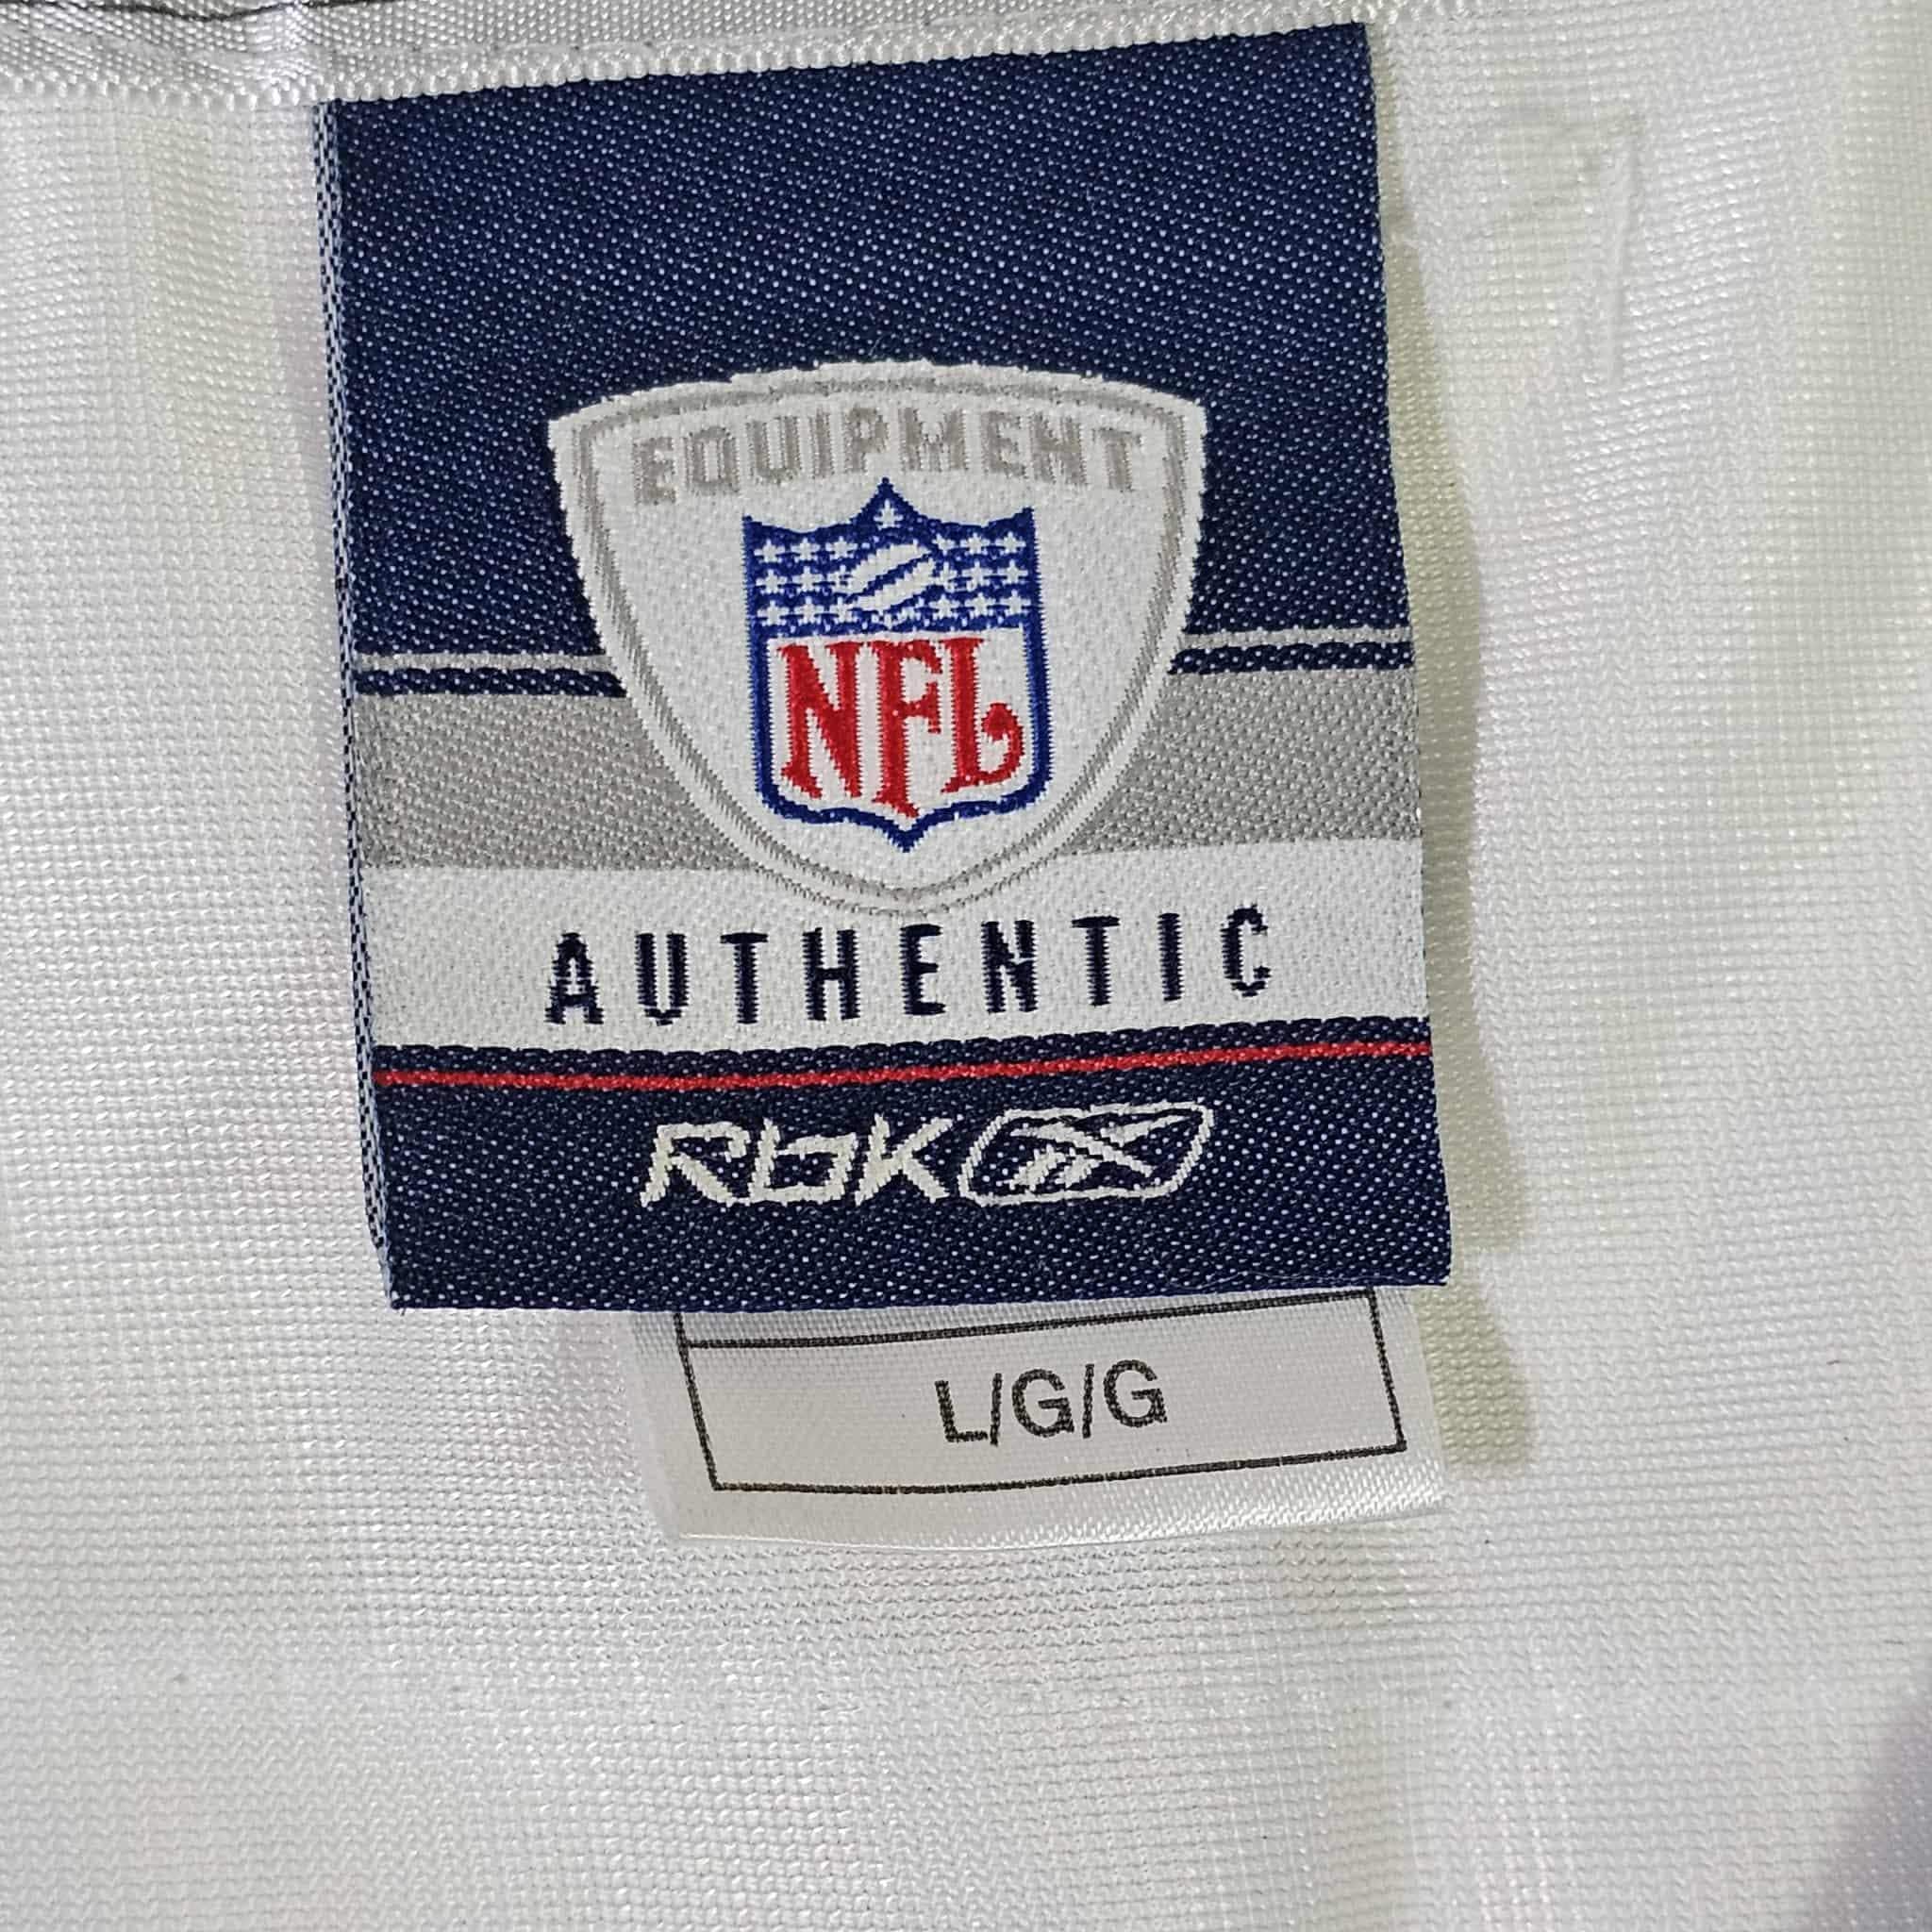 EQUIPMENT
NFL
AUTHENTIC
RbK
L/G/G